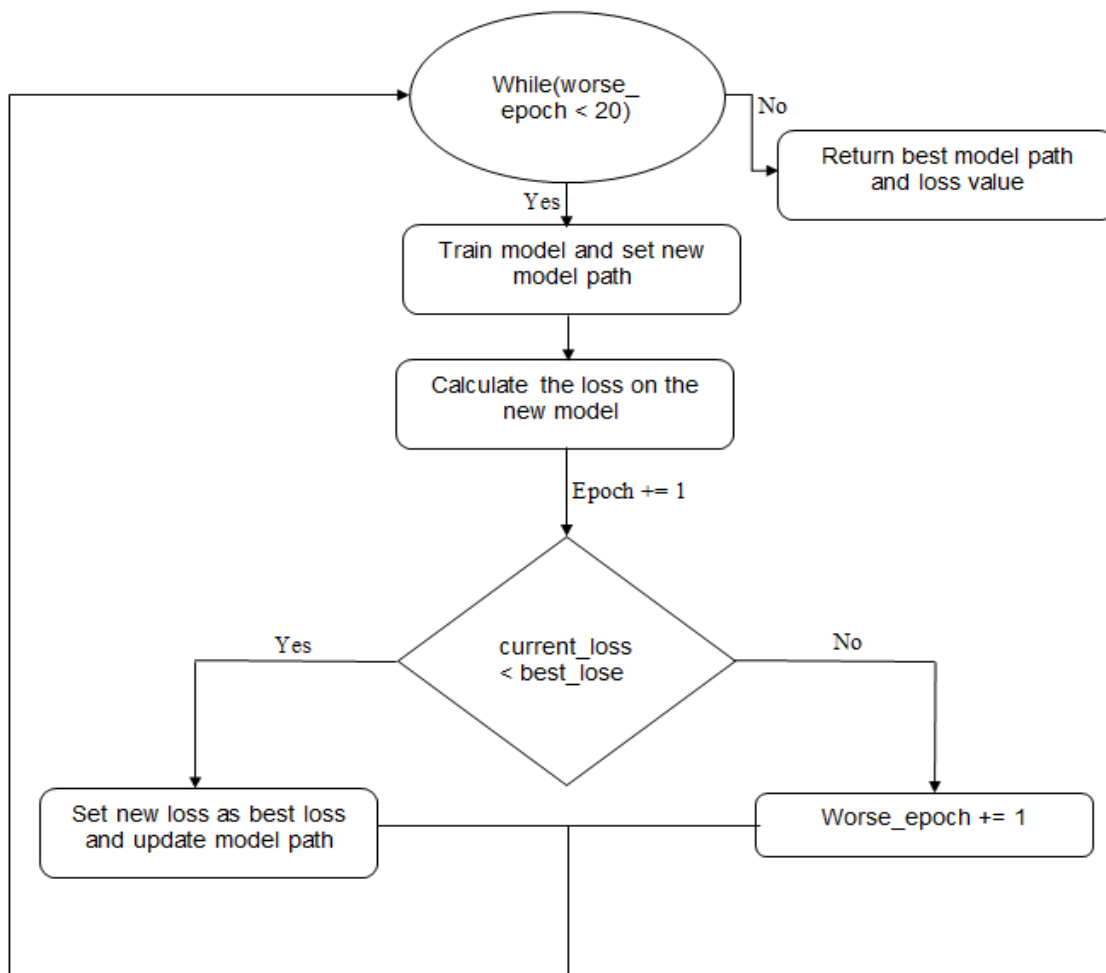 While(worse_
epoch < 20)
No
Return best model path
and loss value
Yes
Train model and set new
model path
Calculate the loss on the
new model
Epoch += 1
current_loss
< best_lose
Yes
No
Set new loss as best loss
and update model path
Worse_epoch += 1